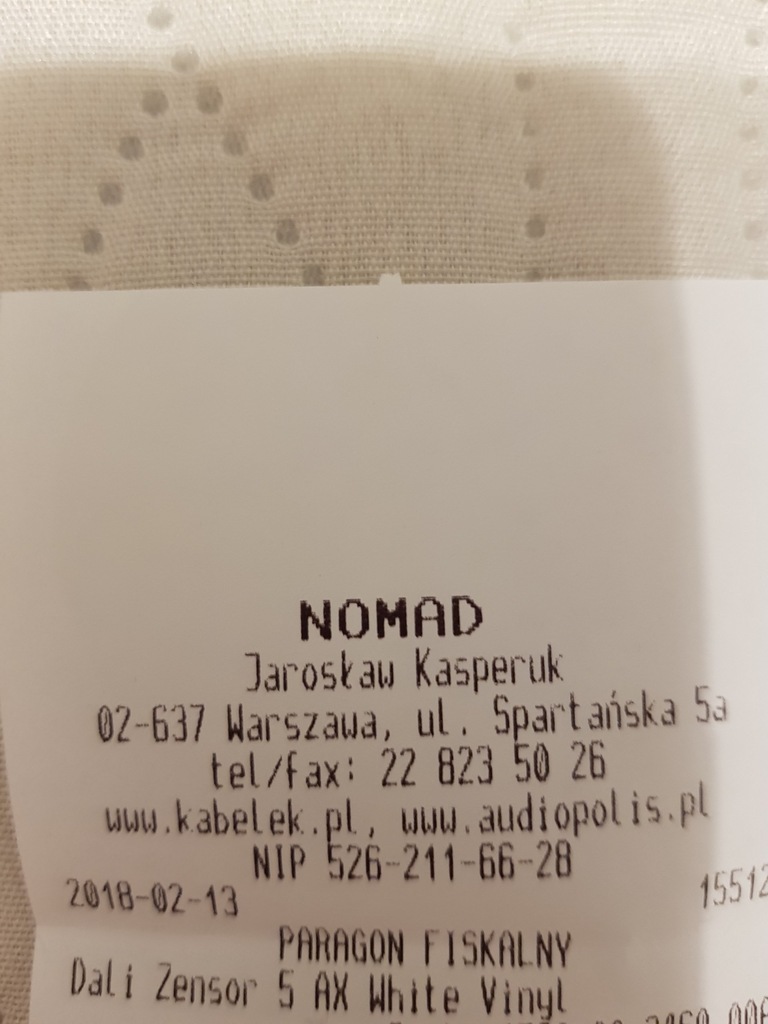 NOMAD
Jarosław Kasperuk
02-637 Warszawa, ul. Spartańska 5a
tel/fax: 22 823 50 26
www.kabelek.pl, www.audiopolis.pl
NIP 526-211-66-28
2018-02-13 15512
PARAGON FISKALNY
Dali Zensor 5 AX White Vinyl